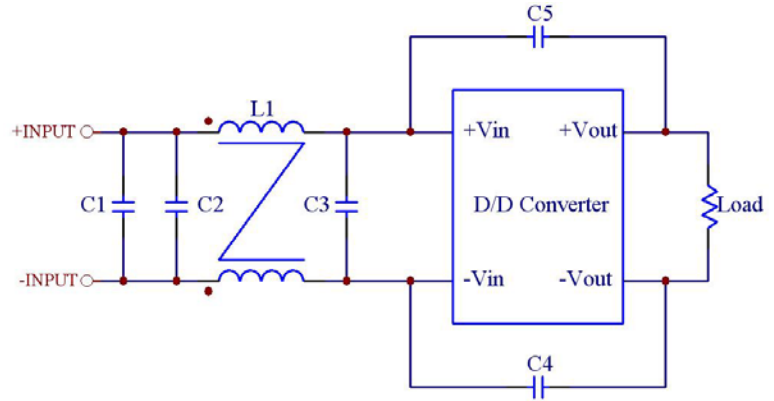 C5
L1
+INPUT
+Vin
+Vout
C1
C2
C3
D/D Converter
Load
-INPUT
-Vin
-Vout
C4